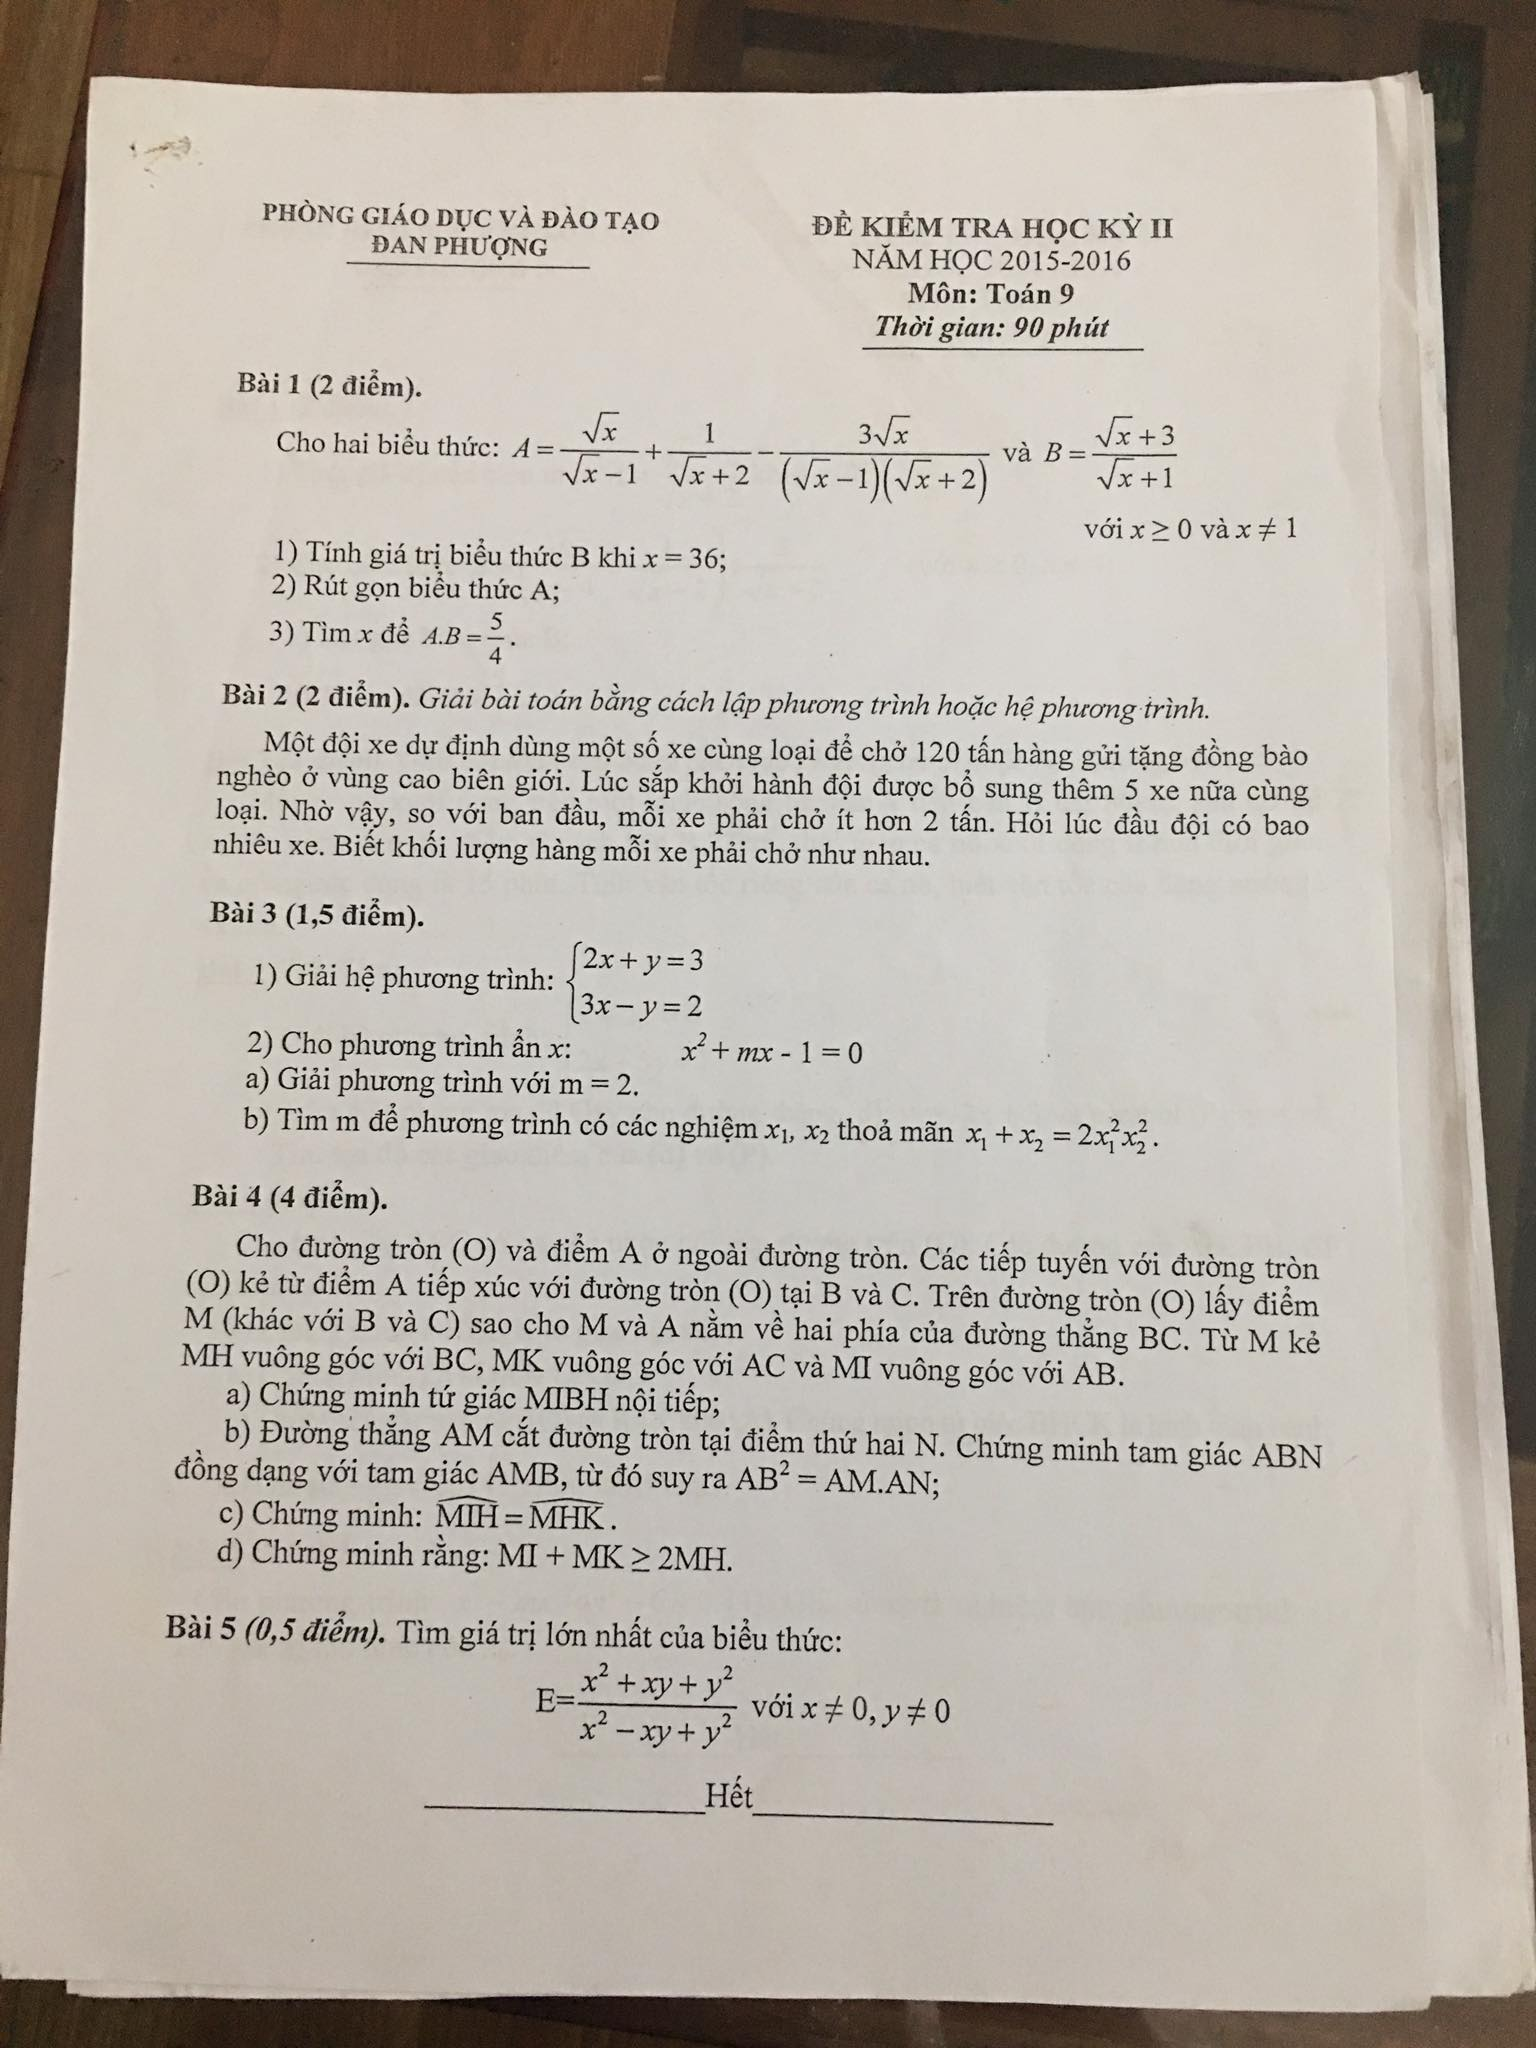 PHÒNG GIÁO DỤC VÀ ĐÀO TẠO
ĐAN PHƯỢNG
ĐỀ KIỂM TRA HỌC KỲ II
NĂM HỌC 2015-2016
Môn: Toán 9
Thời gian: 90 phút
Bài 1 (2 điểm).
Cho hai biểu thức: A = √x/(√x − 1) + 1/(√x + 2) − 3√x/((√x − 1)(√x + 2)) và B = (√x + 3)/(√x + 1)
với x ≥ 0 và x ≠ 1
1) Tính giá trị biểu thức B khi x = 36;
2) Rút gọn biểu thức A;
3) Tìm x để A.B = 5/4.
Bài 2 (2 điểm). Giải bài toán bằng cách lập phương trình hoặc hệ phương trình.
Một đội xe dự định dùng một số xe cùng loại để chở 120 tấn hàng gửi tặng đồng bào
nghèo ở vùng cao biên giới. Lúc sắp khởi hành đội được bổ sung thêm 5 xe nữa cùng
loại. Nhờ vậy, so với ban đầu, mỗi xe phải chở ít hơn 2 tấn. Hỏi lúc đầu đội có bao
nhiêu xe. Biết khối lượng hàng mỗi xe phải chở như nhau.
Bài 3 (1,5 điểm).
1) Giải hệ phương trình: {2x + y = 3
3x − y = 2
2) Cho phương trình ẩn x: x² + mx - 1 = 0
a) Giải phương trình với m = 2.
b) Tìm m để phương trình có các nghiệm x₁, x₂ thoả mãn x₁ + x₂ = 2x₁²x₂².
Bài 4 (4 điểm).
Cho đường tròn (O) và điểm A ở ngoài đường tròn. Các tiếp tuyến với đường tròn
(O) kẻ từ điểm A tiếp xúc với đường tròn (O) tại B và C. Trên đường tròn (O) lấy điểm
M (khác với B và C) sao cho M và A nằm về hai phía của đường thẳng BC. Từ M kẻ
MH vuông góc với BC, MK vuông góc với AC và MI vuông góc với AB.
a) Chứng minh tứ giác MIBH nội tiếp;
b) Đường thẳng AM cắt đường tròn tại điểm thứ hai N. Chứng minh tam giác ABN
đồng dạng với tam giác AMB, từ đó suy ra AB² = AM.AN;
c) Chứng minh: MIH = MHK.
d) Chứng minh rằng: MI + MK ≥ 2MH.
Bài 5 (0,5 điểm). Tìm giá trị lớn nhất của biểu thức:
E= (x² + xy + y²)/(x² − xy + y²) với x ≠ 0, y ≠ 0
Hết